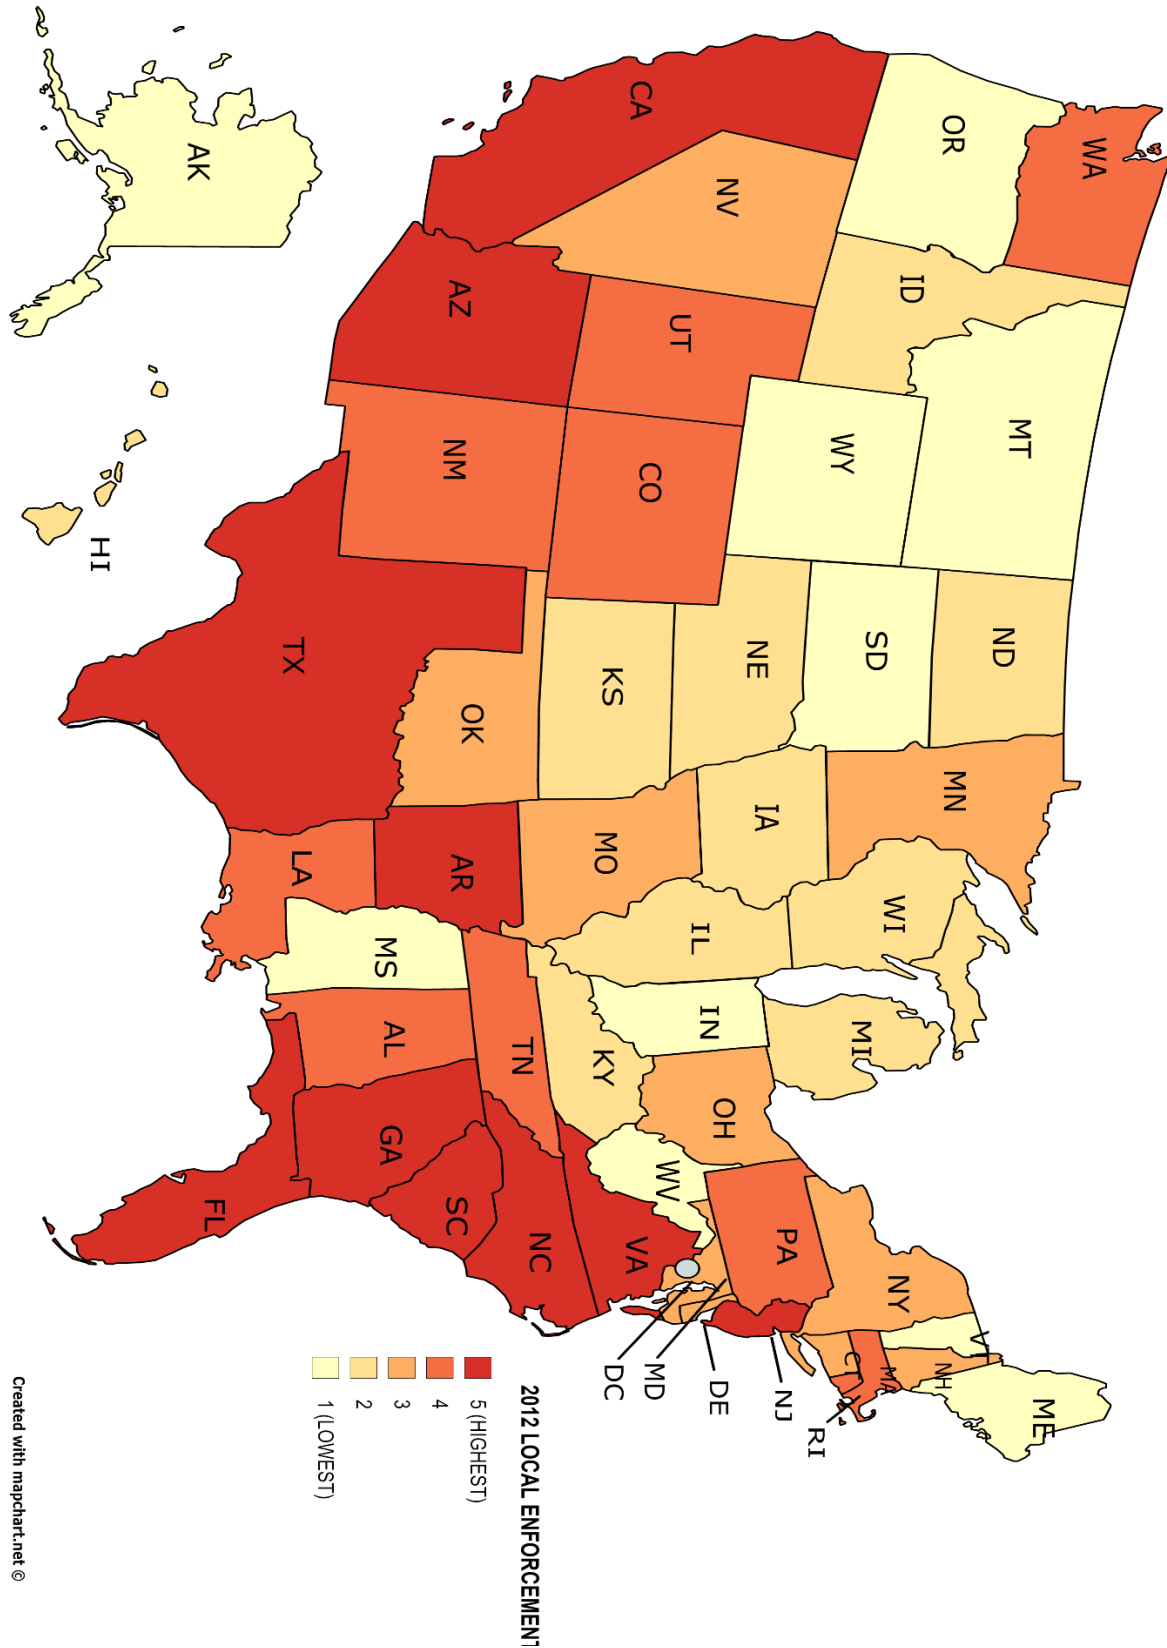 WA
OR
CA
NV
ID
MT
WY
UT
AZ
CO
NM
ND
SD
NE
KS
OK
TX
MN
IA
MO
AR
LA
WI
IL
MS
MI
IN
KY
TN
AL
OH
WV
GA
FL
SC
NC
VA
PA
NY
VT
NH
ME
MA
CT
RI
NJ
DE
MD
DC
AK
HI
2012 LOCAL ENFORCEMENT
5 (HIGHEST)
4
3
2
1 (LOWEST)
Created with mapchart.net ©